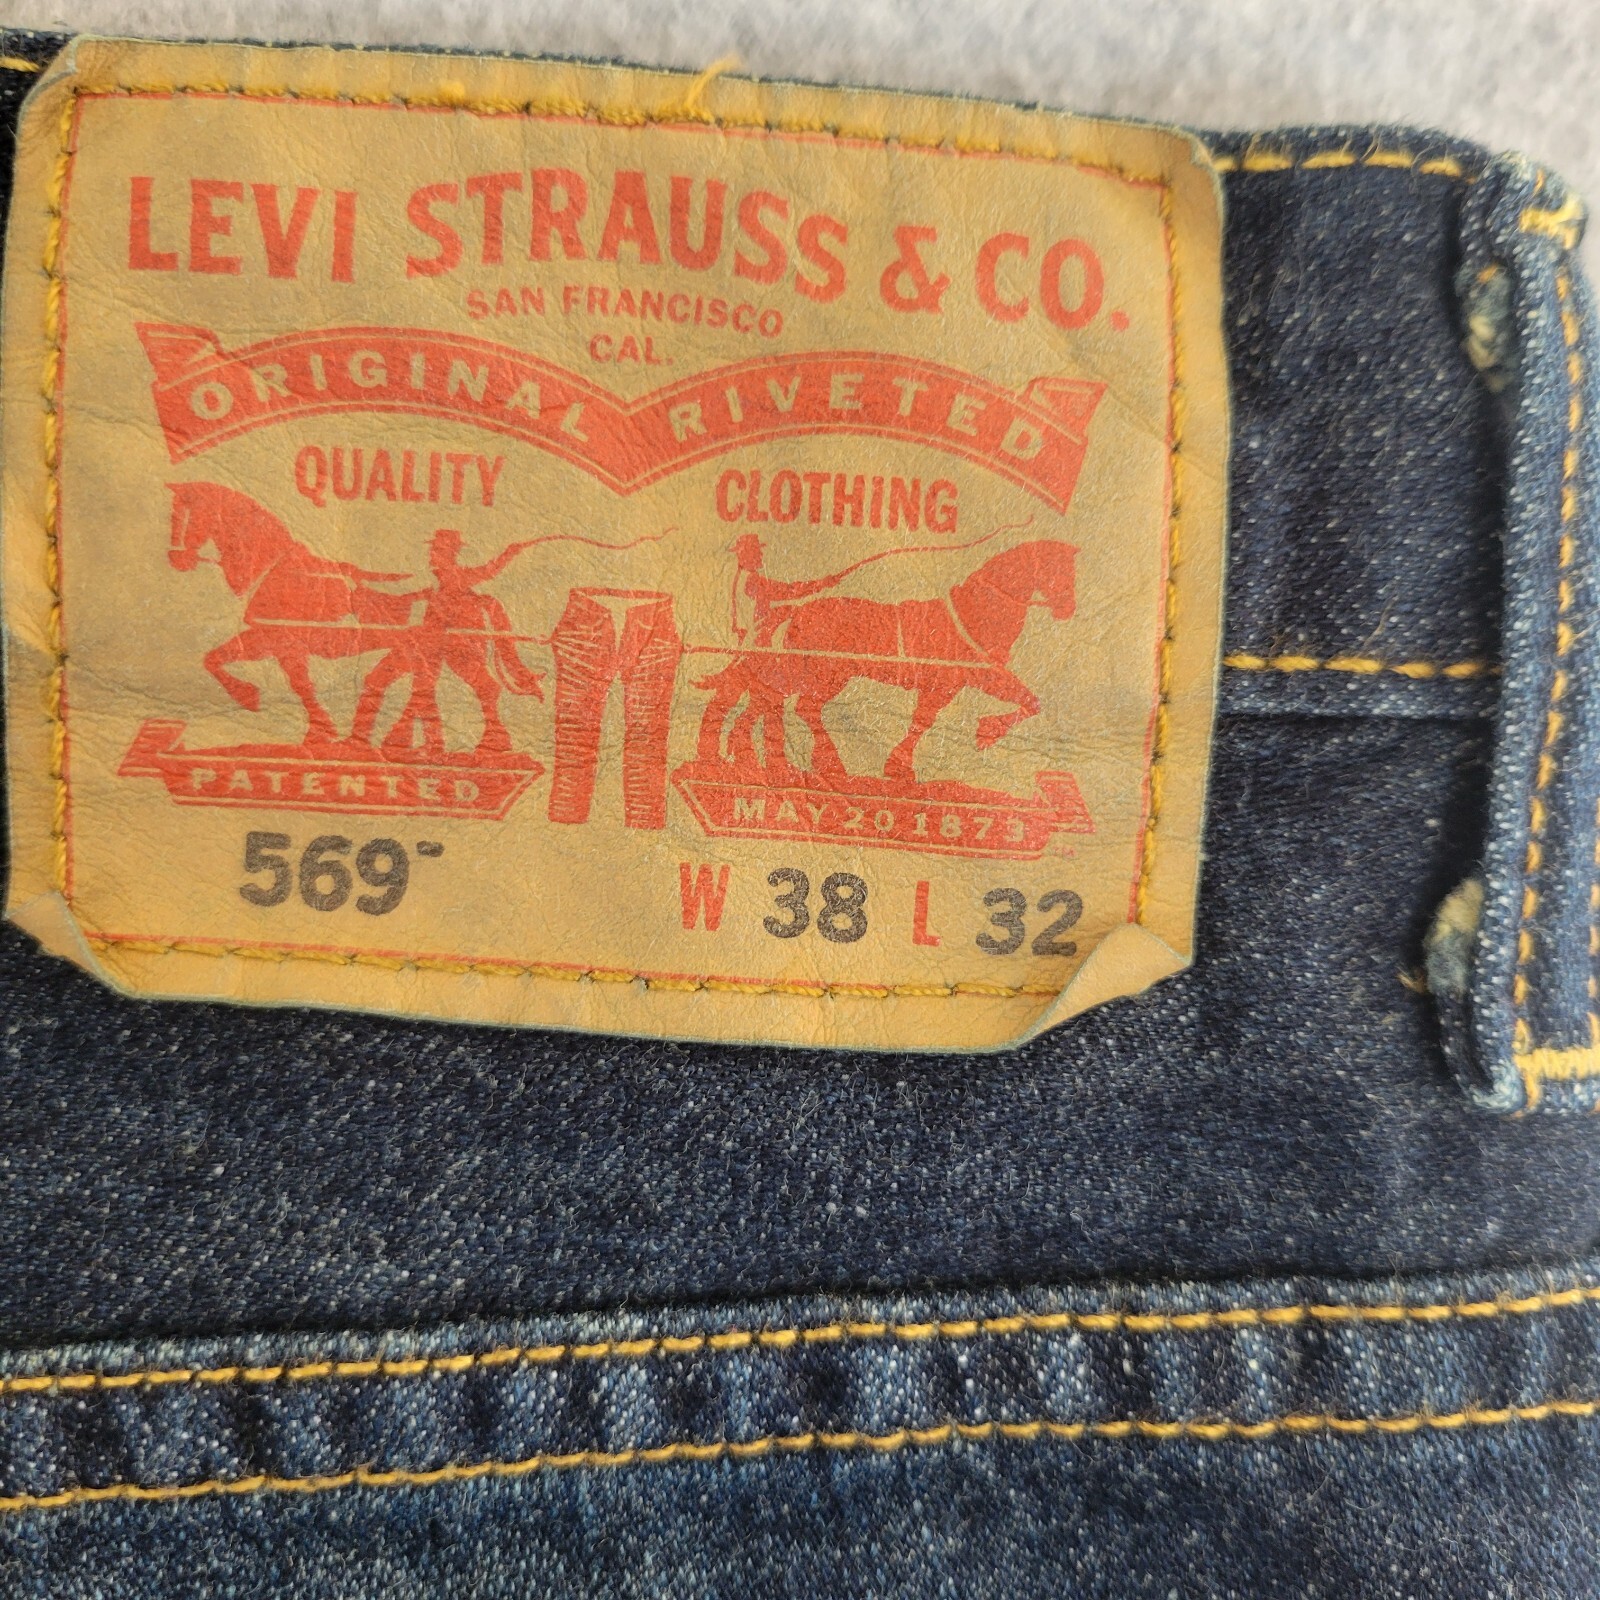 LEVI STRAUSS & CO.
SAN FRANCISCO
CAL.
ORIGINAL RIVETED
QUALITY CLOTHING
PATENTED MAY 20 1873
569 W 38 L 32